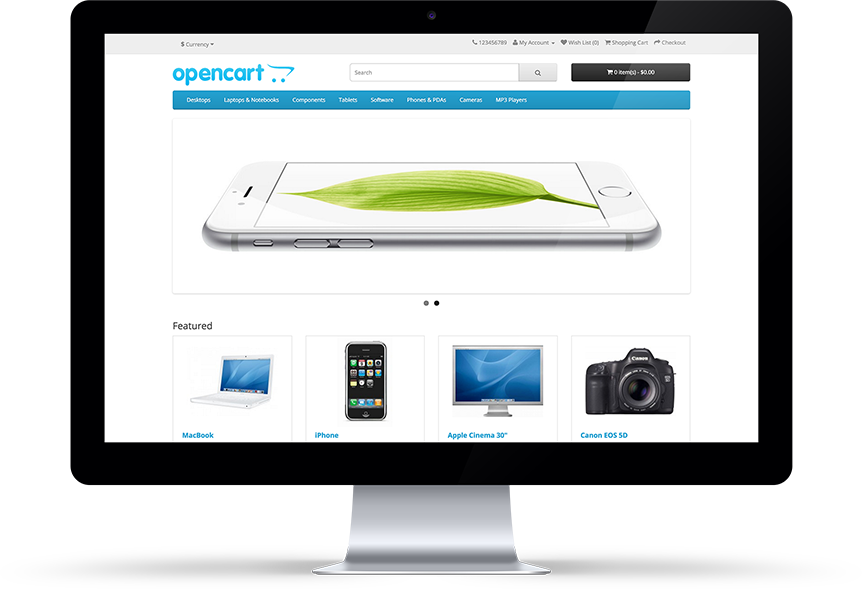 $ Currency 123456789 My Account Wish List (0) Shopping Cart Checkout
opencart Search 0 item(s) - $0.00
Desktops Laptops & Notebooks Components Tablets Software Phones & PDAs Cameras MP3 Players
Featured
Canon
MacBook iPhone Apple Cinema 30" Canon EOS 5D